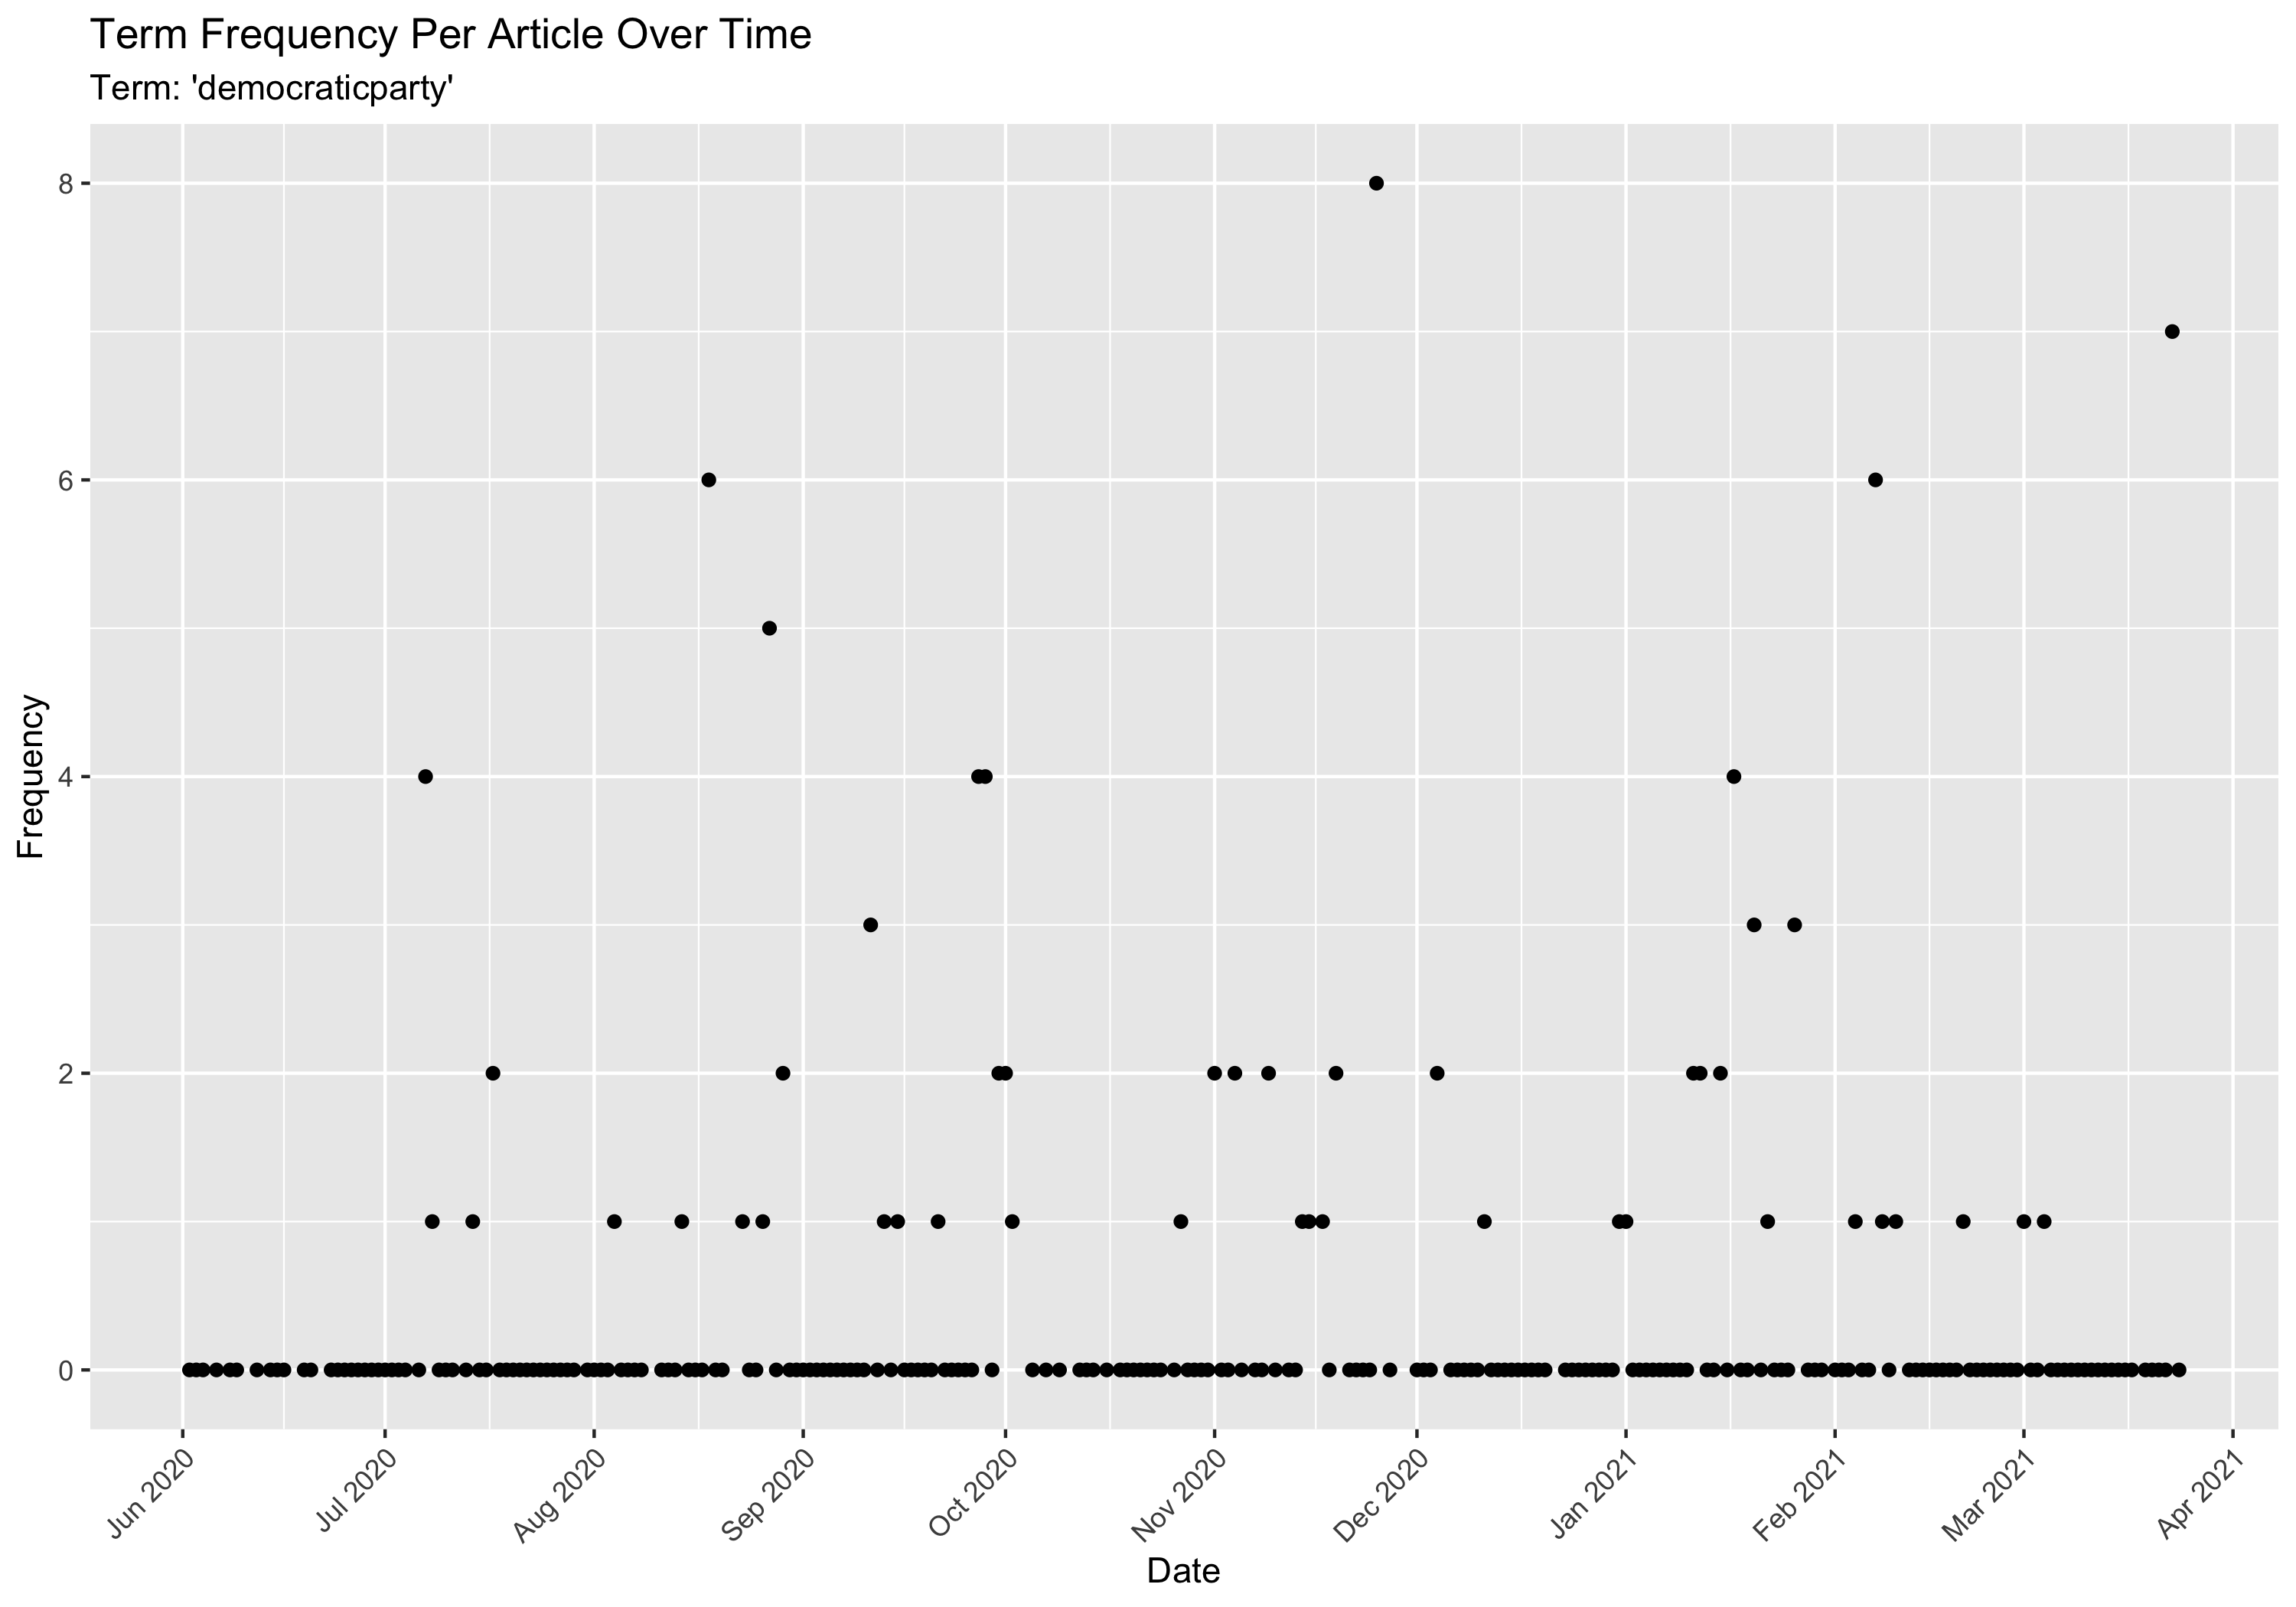 Term Frequency Per Article Over Time
Term: 'democraticparty'
Frequency
8
6
4
2
0
Jun 2020
Jul 2020
Aug 2020
Sep 2020
Oct 2020
Nov 2020
Dec 2020
Jan 2021
Feb 2021
Mar 2021
Apr 2021
Date